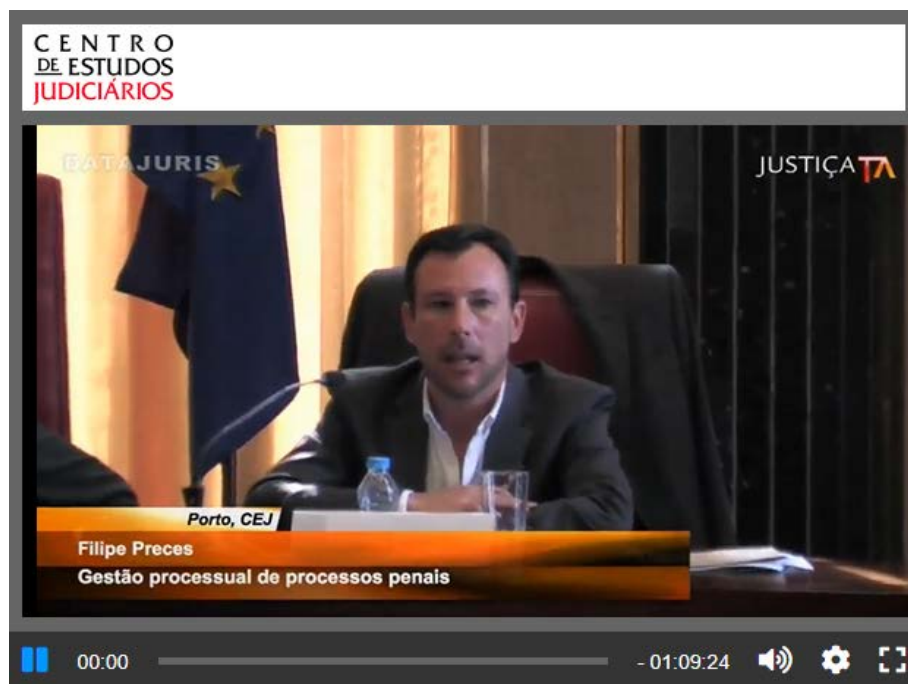 CENTRO
DE ESTUDOS
JUDICIÁRIOS
DATAJURIS
JUSTIÇA TV
Porto, CEJ
Filipe Preces
Gestão processual de processos penais
00:00
- 01:09:24